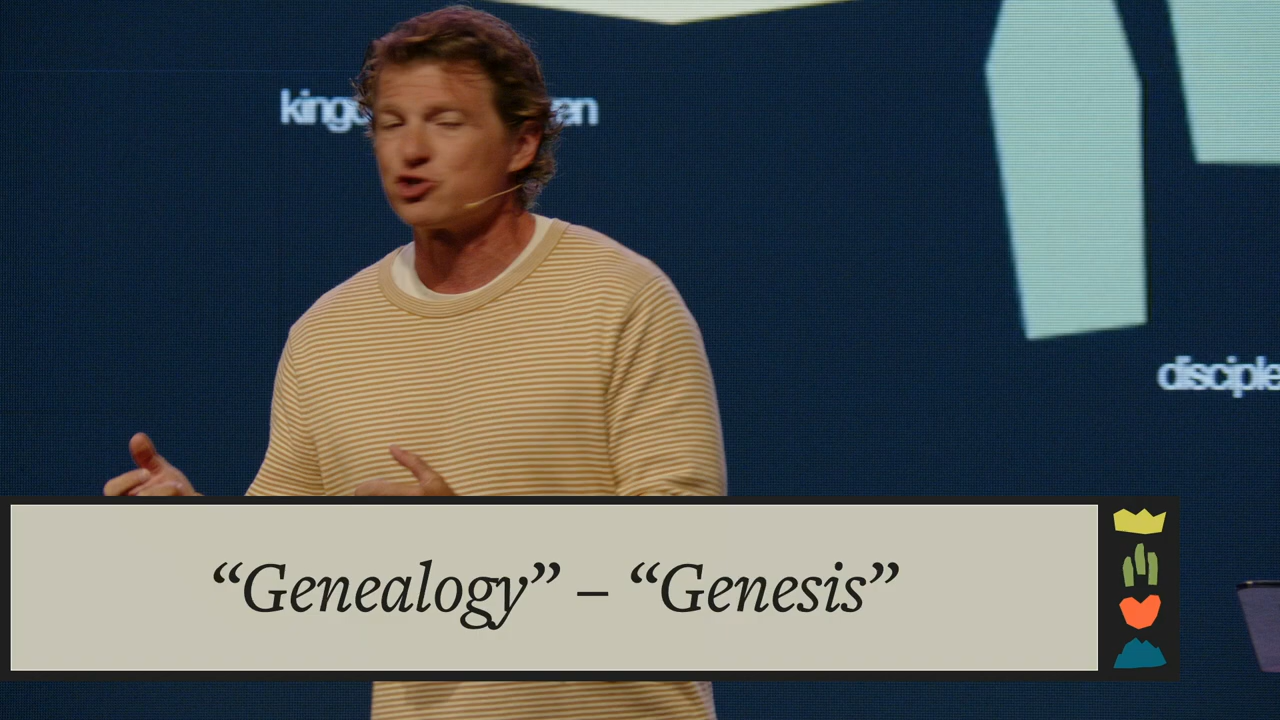 “Genealogy” – “Genesis”